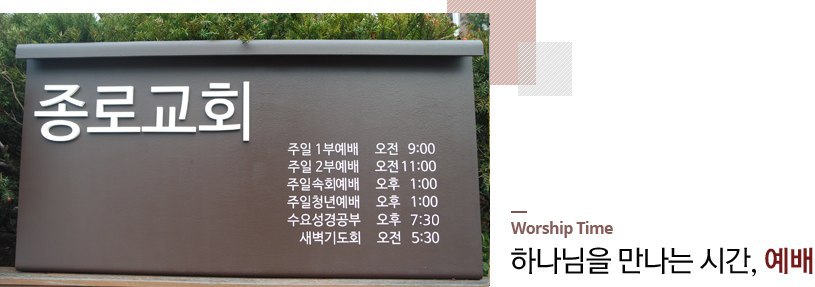 종로교회
주일 1부예배 오전 9:00
주일 2부예배 오전 11:00
주일속회예배 오후 1:00
주일청년예배 오후 1:00
수요성경공부 오후 7:30
새벽기도회 오전 5:30
Worship Time
하나님을 만나는 시간, 예배